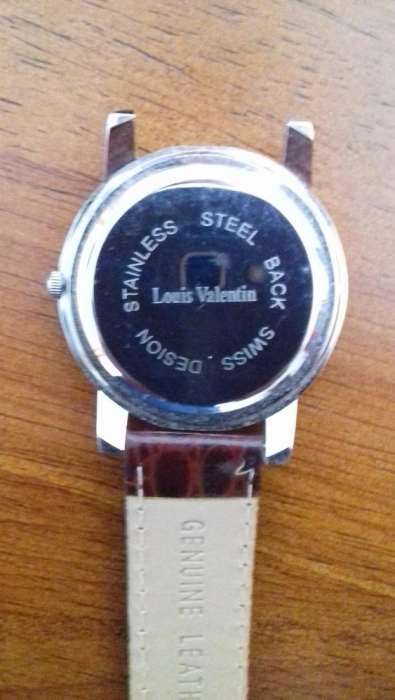 STAINLESS STEEL BACK SWISS DESIGN
Louis Valentin
GENUINE LEATH